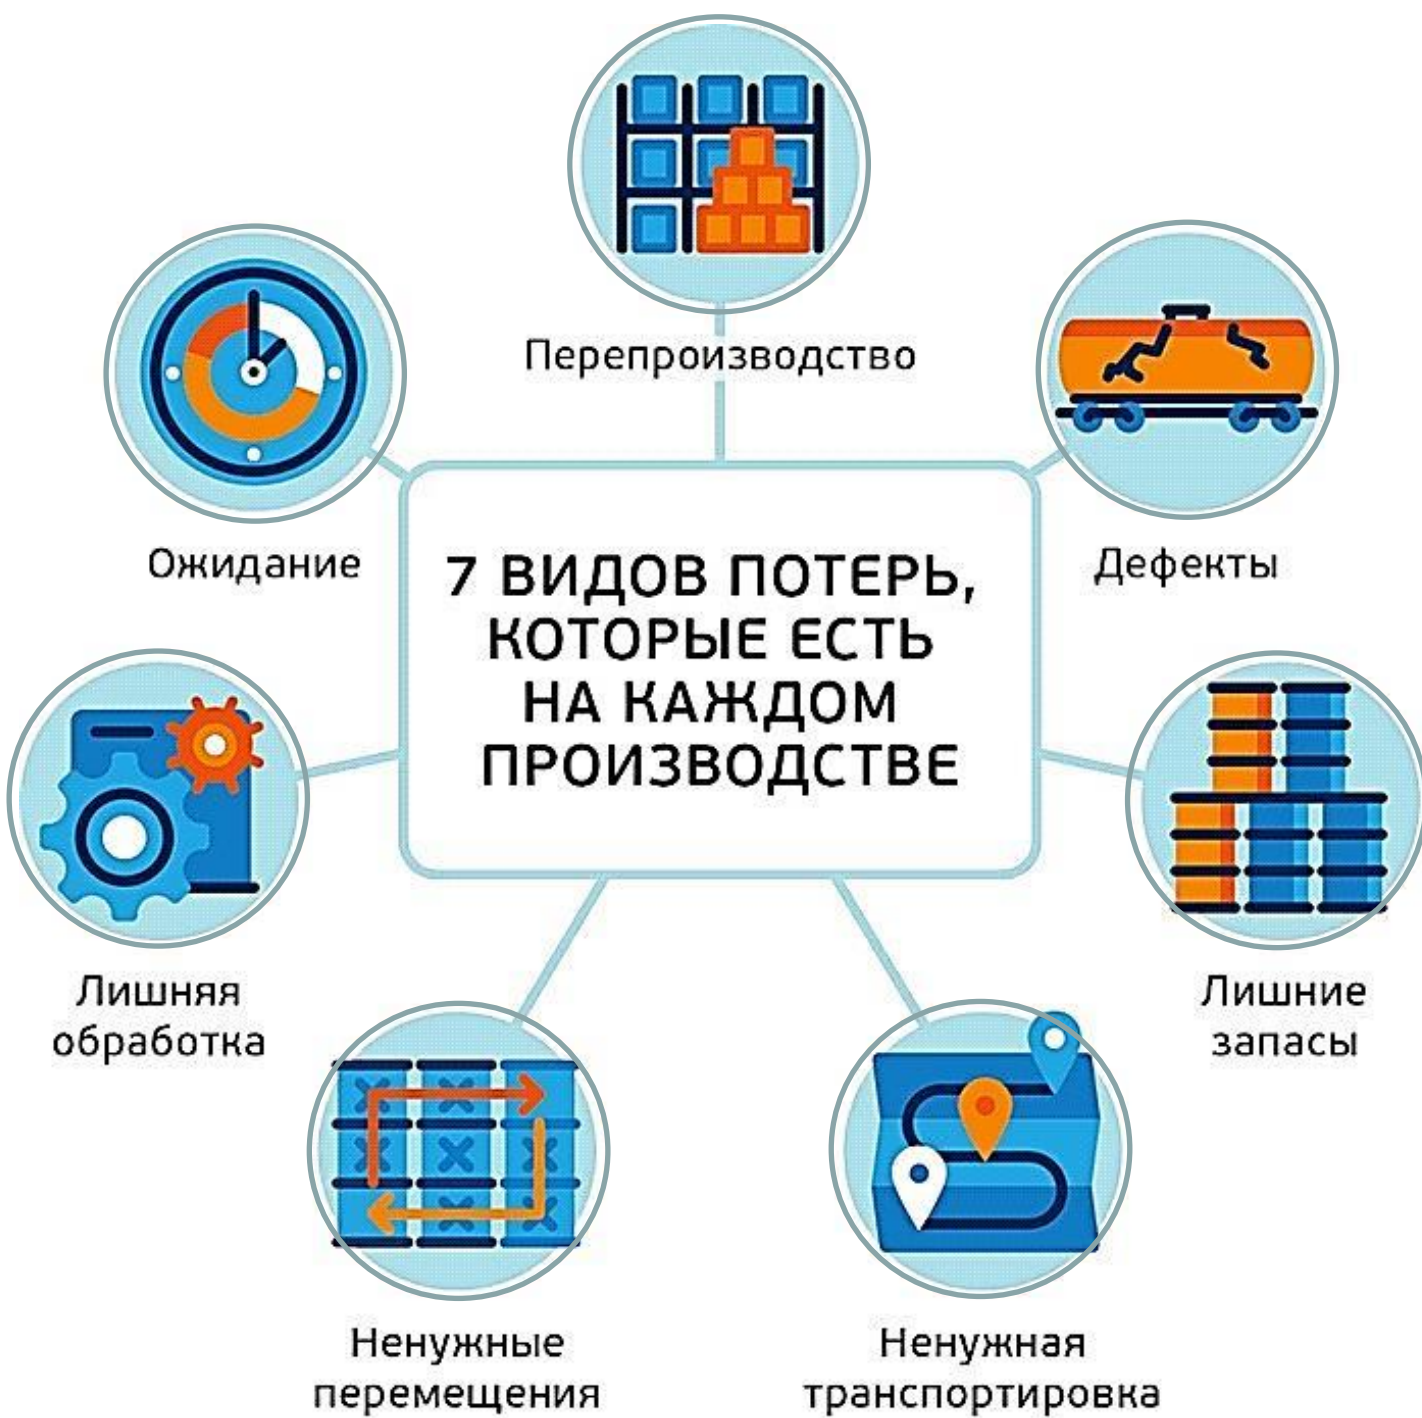 Перепроизводство
Ожидание
Дефекты
7 ВИДОВ ПОТЕРЬ,
КОТОРЫЕ ЕСТЬ
НА КАЖДОМ
ПРОИЗВОДСТВЕ
Лишняя
обработка
Лишние
запасы
Ненужные
перемещения
Ненужная
транспортировка